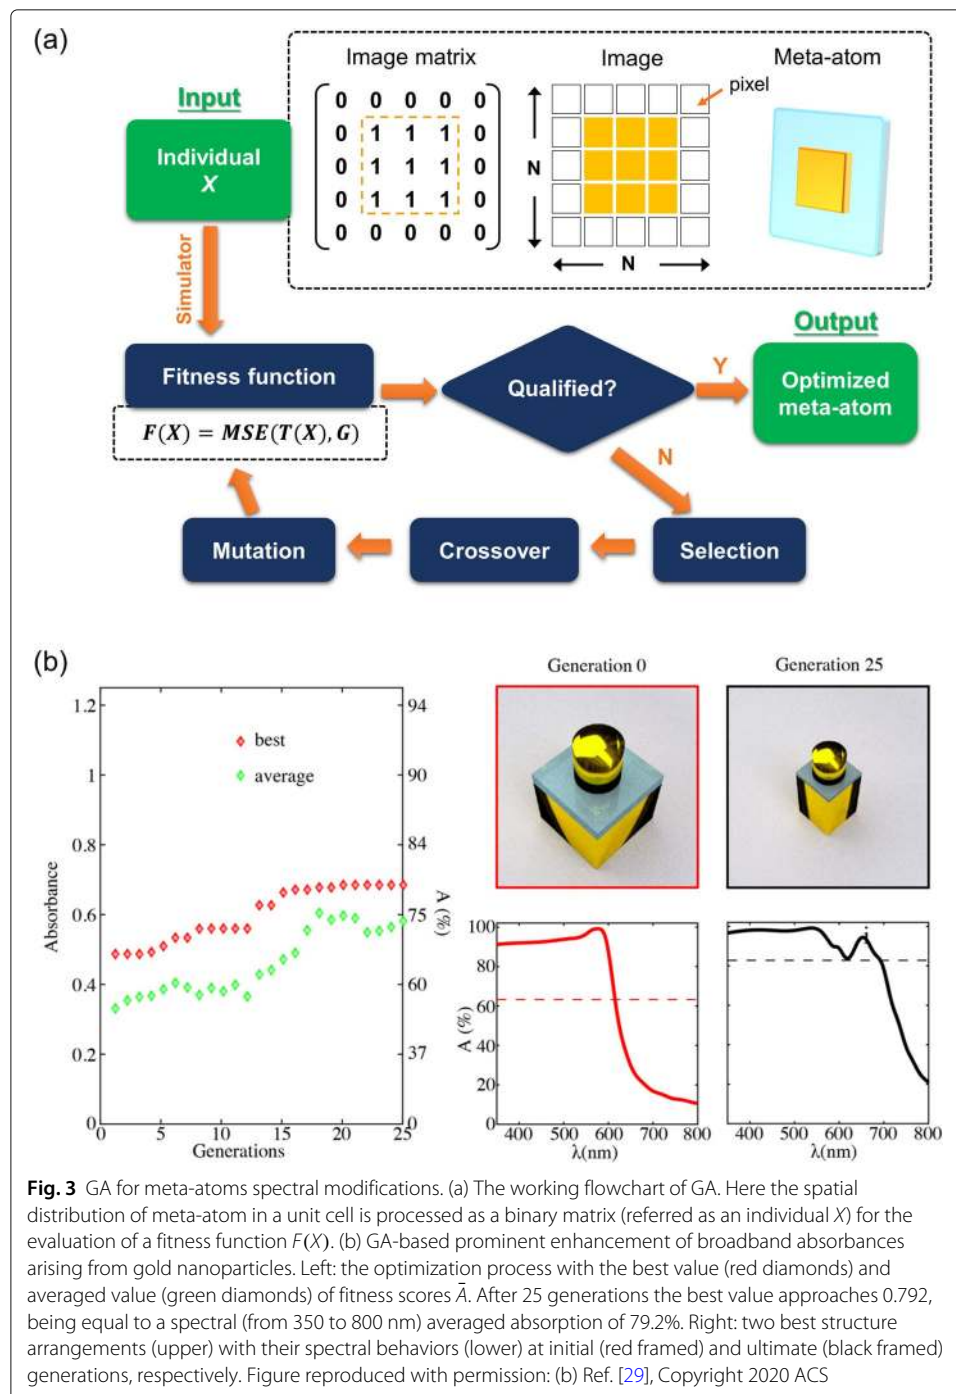 (a)
Image matrix
Image
Meta-atom
pixel
Input
Individual
X
0 0 0 0 0
0 1 1 1 0
0 1 1 1 0
0 1 1 1 0
0 0 0 0 0
N
N
Simulator
Output
Fitness function
F(X) = MSE(T(X), G)
Qualified?
Y
Optimized
meta-atom
N
Mutation
Crossover
Selection
(b)
Generation 0
Generation 25
1.2
1
0.8
0.6
0.4
0.2
0
Absorbance
best
average
94
90
84
75
60
37
0
A (%)
0 5 10 15 20 25
Generations
100
80
60
40
20
0
A (%)
400 500 600 700 800
λ(nm)
400 500 600 700 800
λ(nm)
Fig. 3 GA for meta-atoms spectral modifications. (a) The working flowchart of GA. Here the spatial
distribution of meta-atom in a unit cell is processed as a binary matrix (referred as an individual X) for the
evaluation of a fitness function F(X). (b) GA-based prominent enhancement of broadband absorbances
arising from gold nanoparticles. Left: the optimization process with the best value (red diamonds) and
averaged value (green diamonds) of fitness scores Ā. After 25 generations the best value approaches 0.792,
being equal to a spectral (from 350 to 800 nm) averaged absorption of 79.2%. Right: two best structure
arrangements (upper) with their spectral behaviors (lower) at initial (red framed) and ultimate (black framed)
generations, respectively. Figure reproduced with permission: (b) Ref. [29], Copyright 2020 ACS